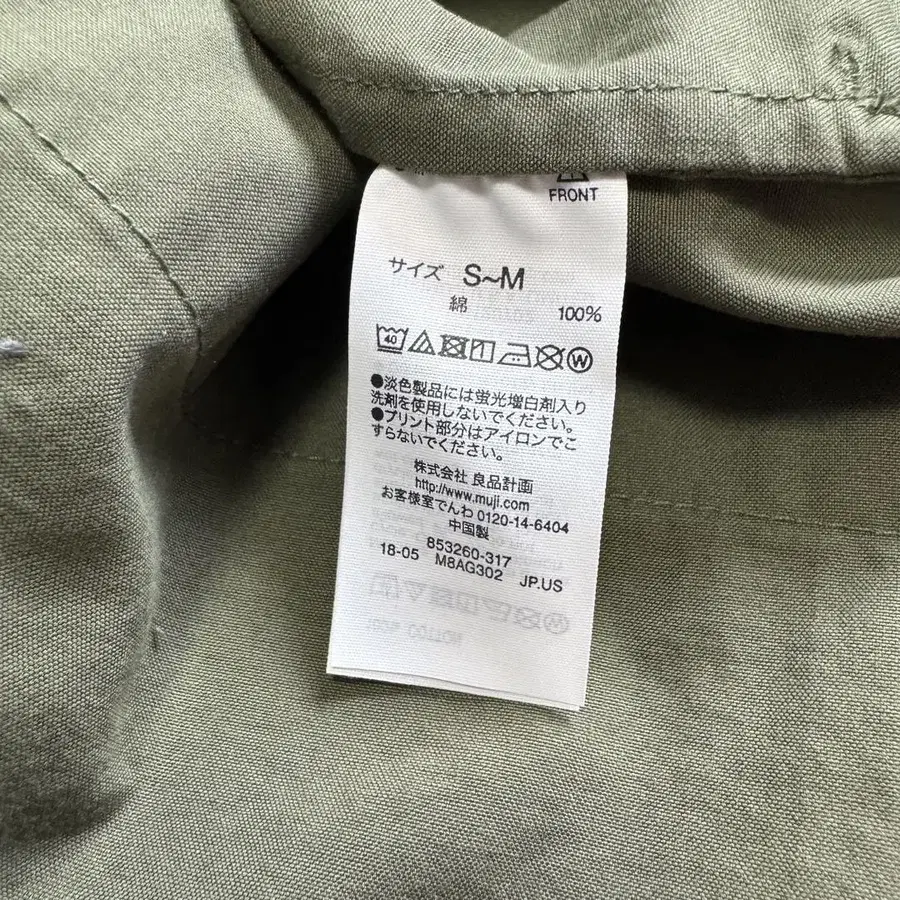 FRONT
サイズ S~M
綿 100%
40 W
●淡色製品には蛍光増白剤入り
洗剤を使用しないでください。
●プリント部分はアイロンでこ
すらないでください。
株式会社 良品計画
http://www.muji.com
お客様室でんわ 0120-14-6404
中国製
853260-317
18-05 M8AG302 JP.US